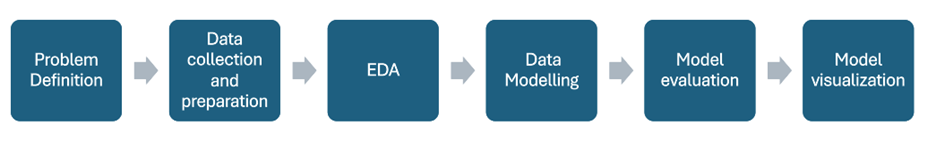 Problem
Definition
Data
collection
and
preparation
EDA
Data
Modelling
Model
evaluation
Model
visualization